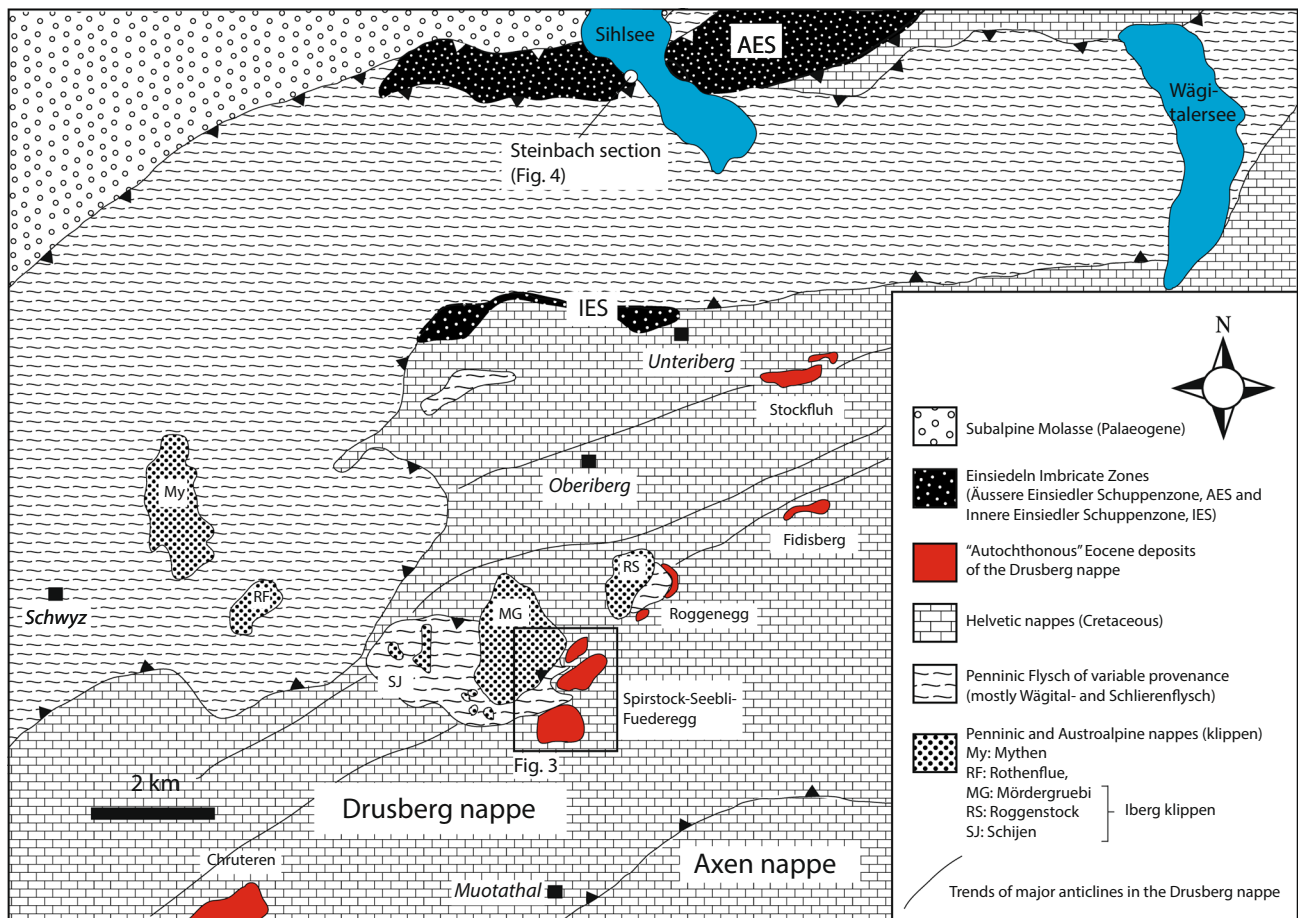 Sihlsee
AES
Wägi-
talersee
Steinbach section
(Fig. 4)
IES
Unteriberg
Stockfluh
My
Oberiberg
Fidisberg
RS
Schwyz
RF
MG
Roggenegg
SJ
Spirstock-Seebli-
Fuederegg
Fig. 3
2 km
Drusberg nappe
Chruteren
Axen nappe
Muotathal
N
Subalpine Molasse (Palaeogene)
Einsiedeln Imbricate Zones
(Äussere Einsiedler Schuppenzone, AES and
Innere Einsiedler Schuppenzone, IES)
“Autochthonous” Eocene deposits
of the Drusberg nappe
Helvetic nappes (Cretaceous)
Penninic Flysch of variable provenance
(mostly Wägital- and Schlierenflysch)
Penninic and Austroalpine nappes (klippen)
My: Mythen
RF: Rothenflue,
MG: Mördergruebi
RS: Roggenstock
SJ: Schijen
Iberg klippen
Trends of major anticlines in the Drusberg nappe